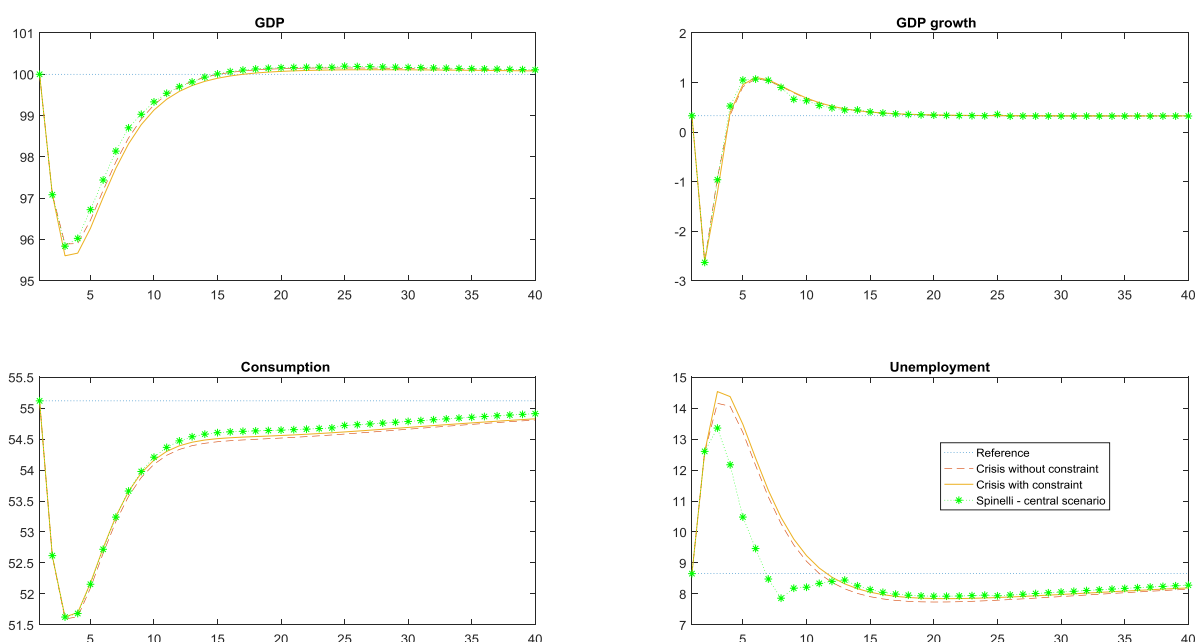 GDP
101
100
99
98
97
96
95
5 10 15 20 25 30 35 40
GDP growth
2
1
0
-1
-2
-3
5 10 15 20 25 30 35 40
Consumption
55.5
55
54.5
54
53.5
53
52.5
52
51.5
5 10 15 20 25 30 35 40
Unemployment
15
14
13
12
11
10
9
8
7
Reference
Crisis without constraint
Crisis with constraint
Spinelli - central scenario
5 10 15 20 25 30 35 40